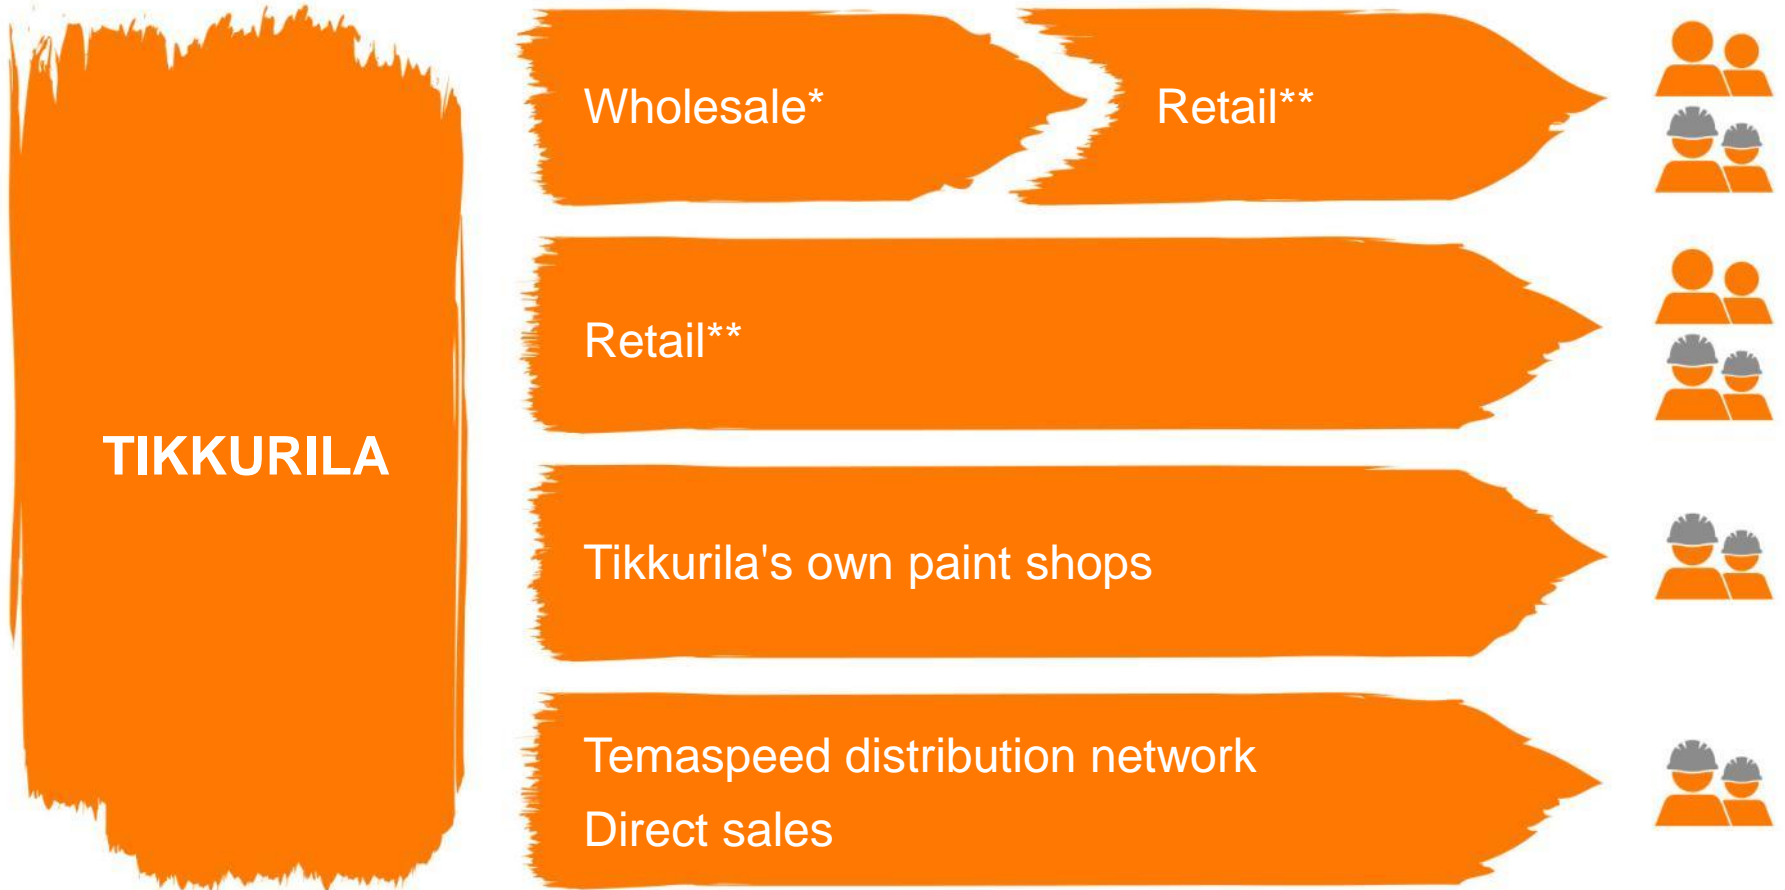 TIKKURILA
Wholesale*
Retail**
Retail**
Tikkurila's own paint shops
Temaspeed distribution network
Direct sales